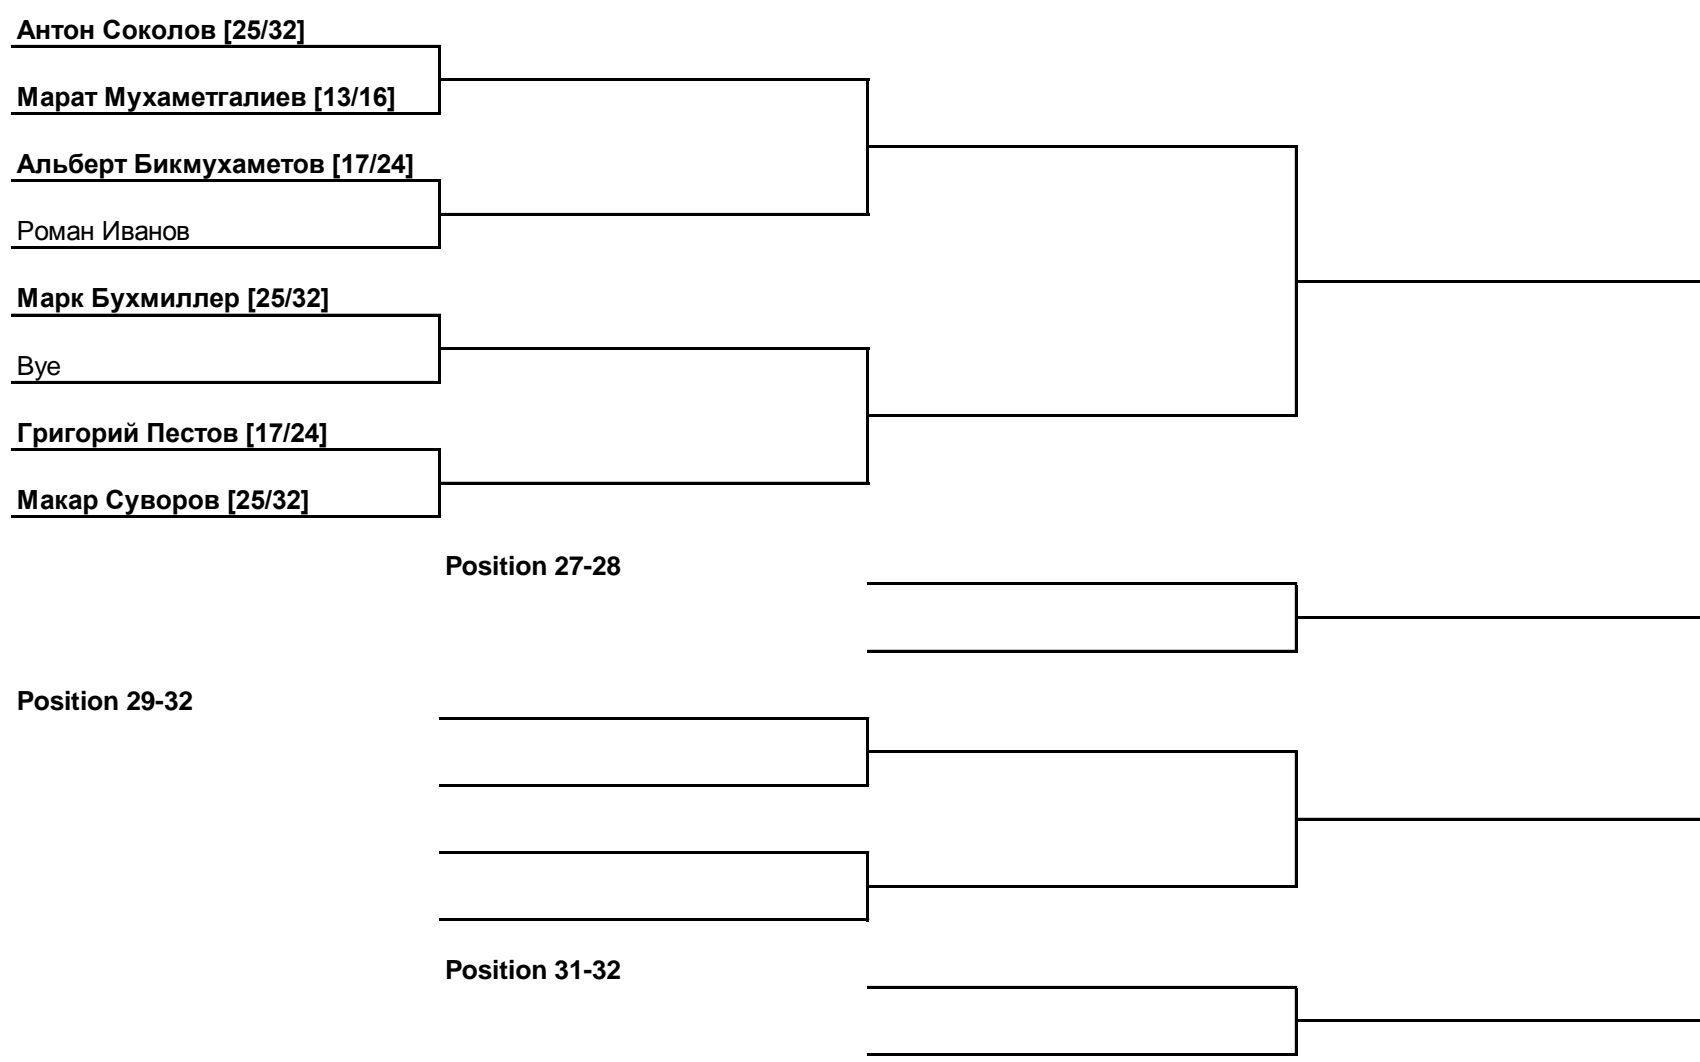 Антон Соколов [25/32]
Марат Мухаметгалиев [13/16]
Альберт Бикмухаметов [17/24]
Роман Иванов
Марк Бухмиллер [25/32]
Bye
Григорий Пестов [17/24]
Макар Суворов [25/32]
Position 27-28
Position 29-32
Position 31-32